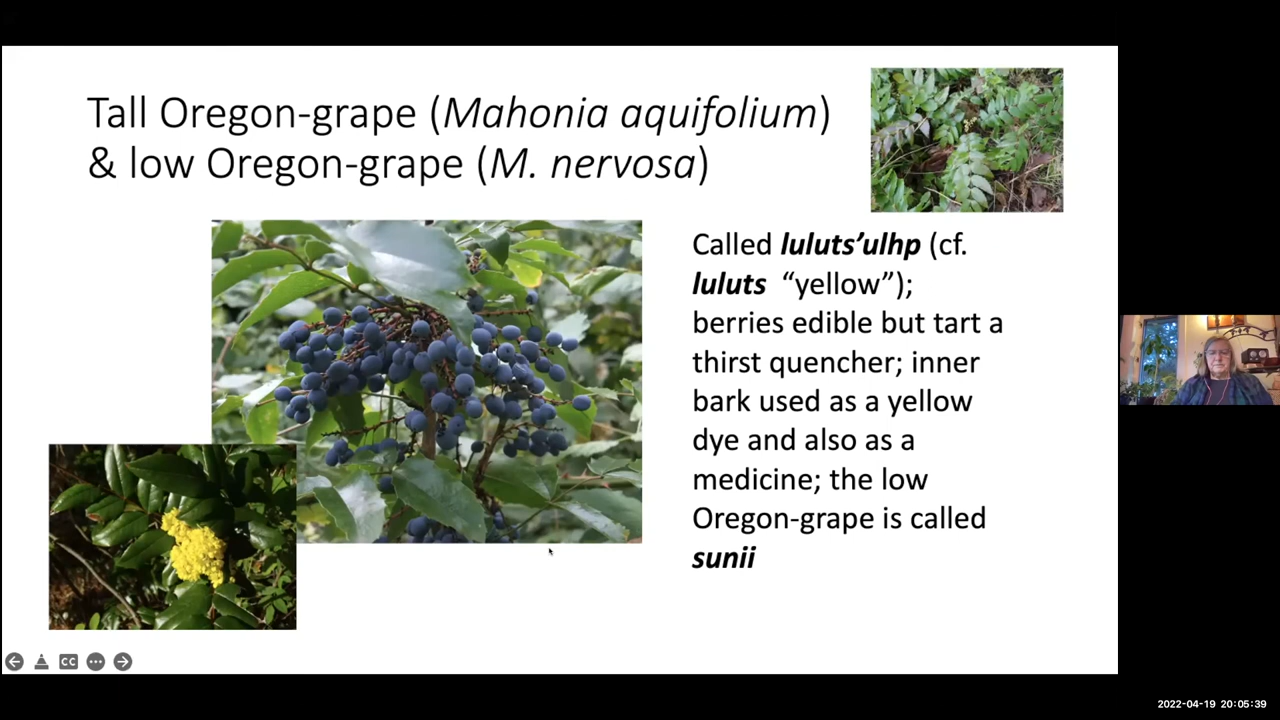 Tall Oregon-grape (Mahonia aquifolium)
& low Oregon-grape (M. nervosa)
Called luluts’ulhp (cf.
luluts “yellow”);
berries edible but tart a
thirst quencher; inner
bark used as a yellow
dye and also as a
medicine; the low
Oregon-grape is called
sunii
CC
2022-04-19 20:05:39